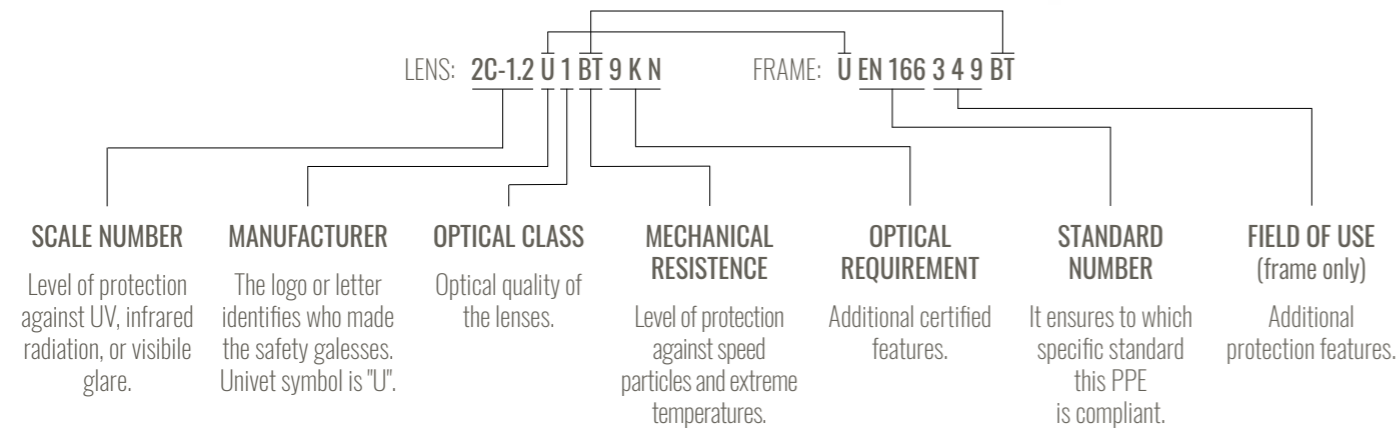 LENS: 2C-1.2 U 1 BT 9 K N FRAME: U EN 166 3 4 9 BT
SCALE NUMBER
Level of protection
against UV, infrared
radiation, or visibile
glare.
MANUFACTURER
The logo or letter
identifies who made
the safety galesses.
Univet symbol is "U".
OPTICAL CLASS
Optical quality of
the lenses.
MECHANICAL
RESISTENCE
Level of protection
against speed
particles and extreme
temperatures.
OPTICAL
REQUIREMENT
Additional certified
features.
STANDARD
NUMBER
It ensures to which
specific standard
this PPE
is compliant.
FIELD OF USE
(frame only)
Additional
protection features.